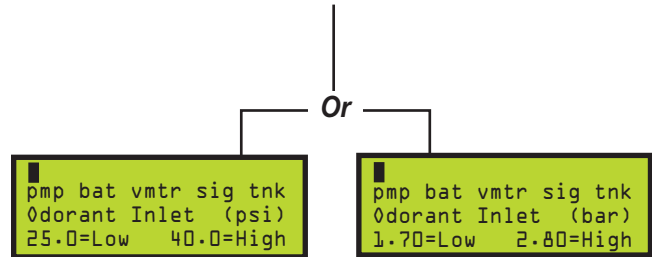 Or
pmp bat vmtr sig tnk
Odorant Inlet (psi)
25.0=Low 40.0=High
pmp bat vmtr sig tnk
Odorant Inlet (bar)
1.70=Low 2.80=High